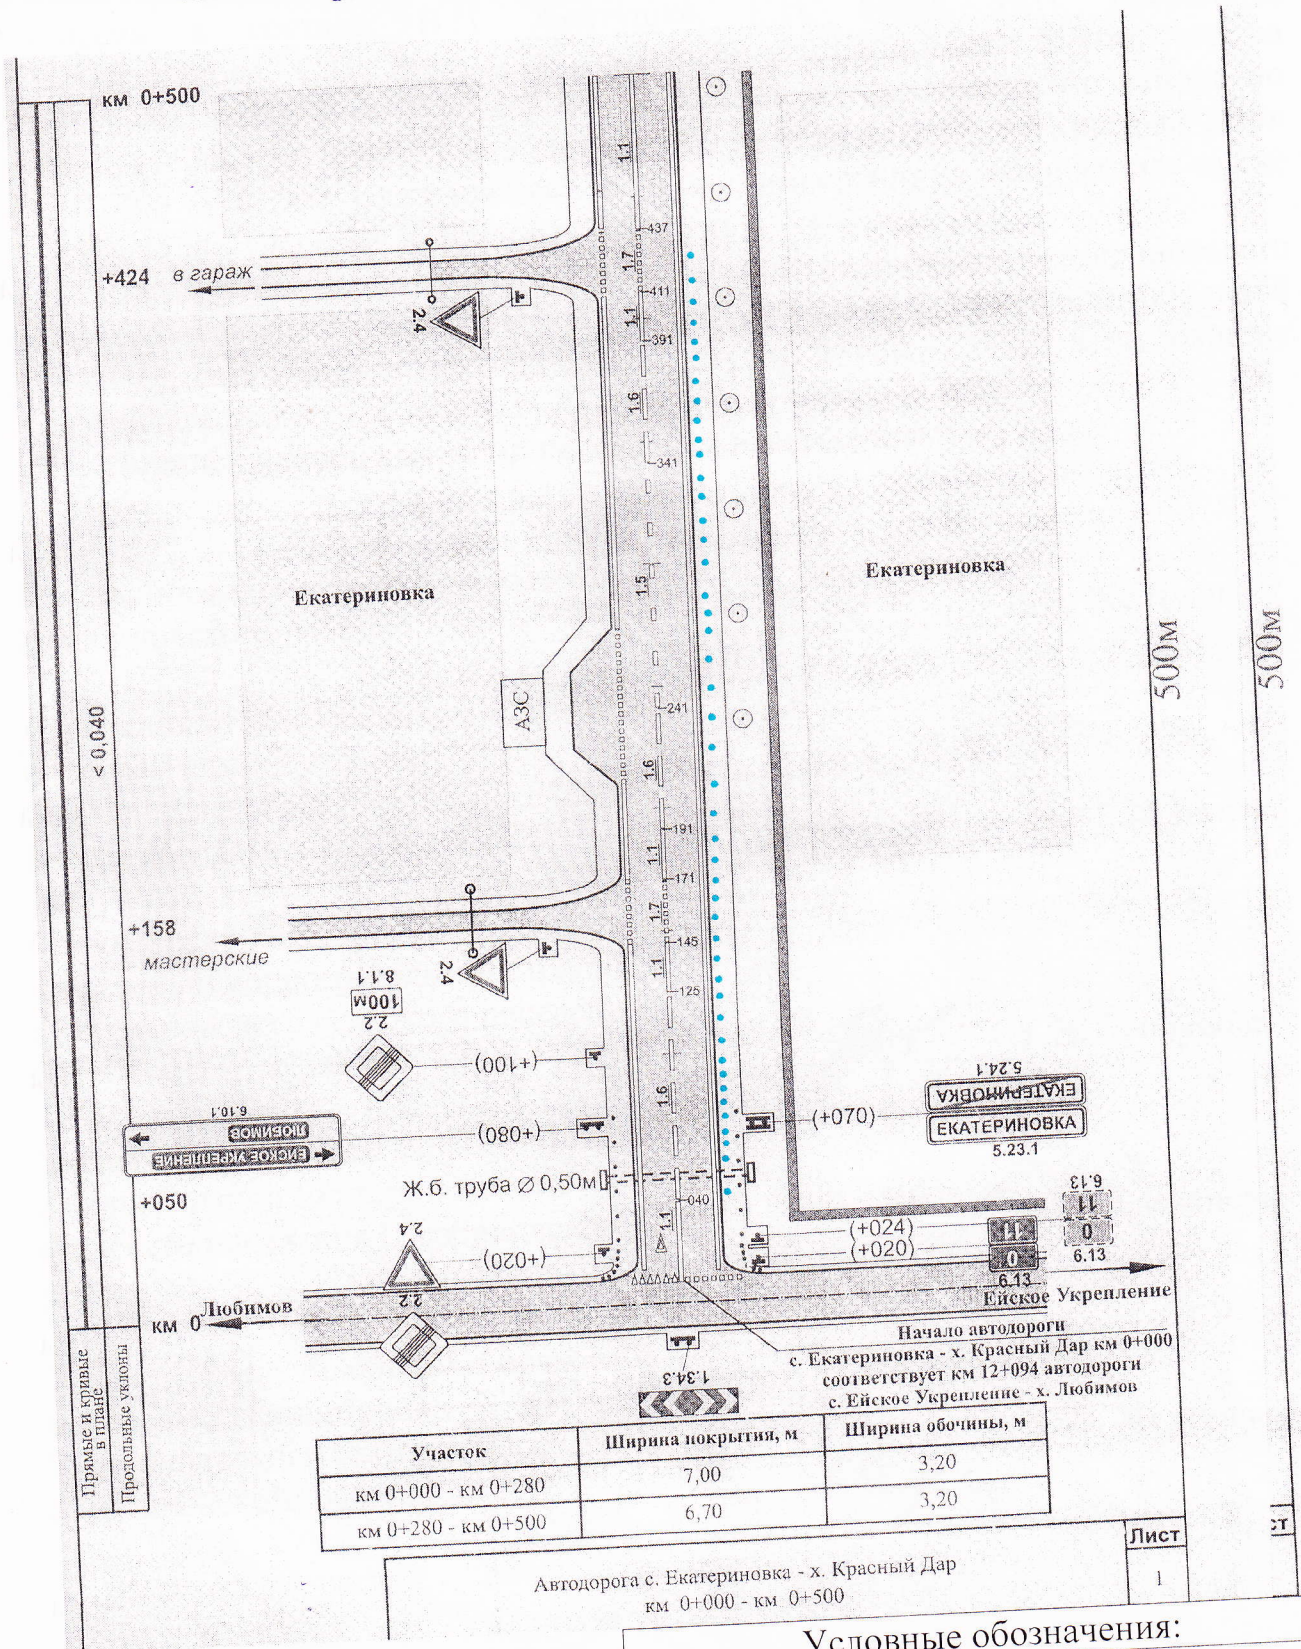 км 0+500
1.1
437
+424 в гараж
1.7
411
2.4
1.1
391
1.6
341
Екатериновка
Екатериновка
1.5
500м
500м
АЗС
241
< 0,040
1.6
191
1.1
171
+158
мастерские
1.7
145
2.4
1.1
125
8.1.1
100м
2.2
(+100)
1.6
5.24.1
ЕКАТЕРИНОВКА
ЕКАТЕРИНОВКА
5.23.1
(+070)
6.10.1
ЛЮБИМОВ
ЕЙСКОЕ УКРЕПЛЕНИЕ
(+080)
Ж.б. труба Ø 0,50м
+050
040
1.1
6.13
11
0
6.13
(+024)
11
(+020)
0
6.13
2.4
(+020)
2.2
Любимов
км 0
Ейское Укрепление
Начало автодороги
с. Екатериновка - х. Красный Дар км 0+000
соответствует км 12+094 автодороги
с. Ейское Укрепление - х. Любимов
1.34.3
Прямые и кривые
в плане
Продольные уклоны
Участок Ширина покрытия, м Ширина обочины, м
км 0+000 - км 0+280 7,00 3,20
км 0+280 - км 0+500 6,70 3,20
Лист
ст
Автодорога с. Екатериновка - х. Красный Дар
км 0+000 - км 0+500
1
Условные обозначения: